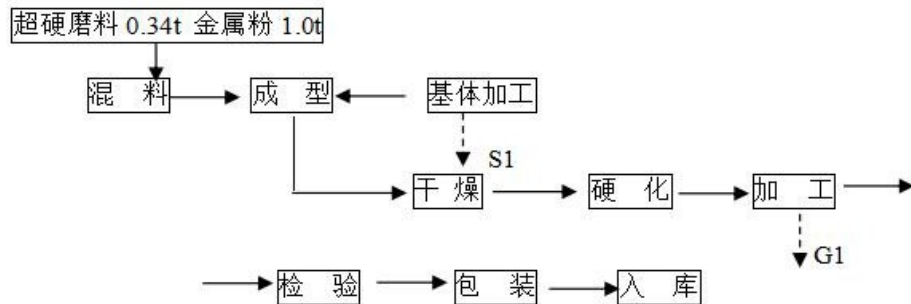 超硬磨料 0.34t 金属粉 1.0t
混 料
成 型
基体加工
S1
干 燥
硬 化
加 工
G1
检 验
包 装
入 库